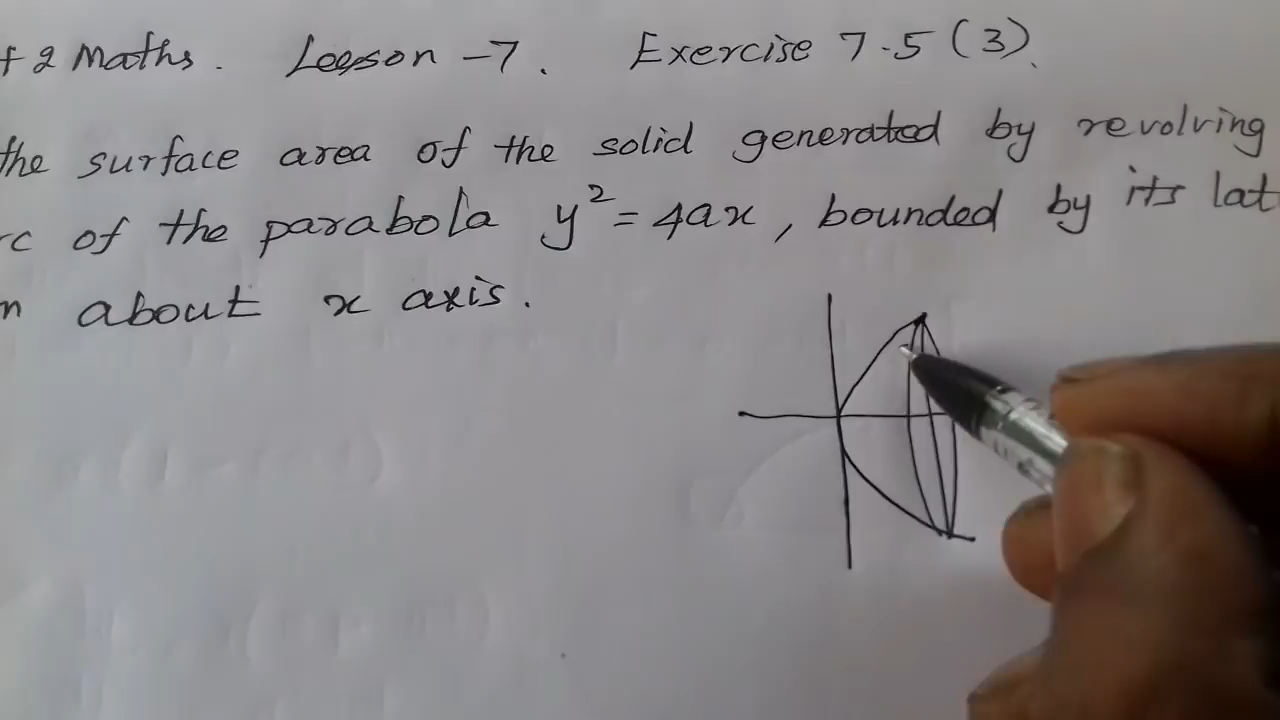 +2 Maths. Lesson -7. Exercise 7.5 (3).
the surface area of the solid generated by revolving
of the parabola y² = 4ax, bounded by its lat
about x axis.